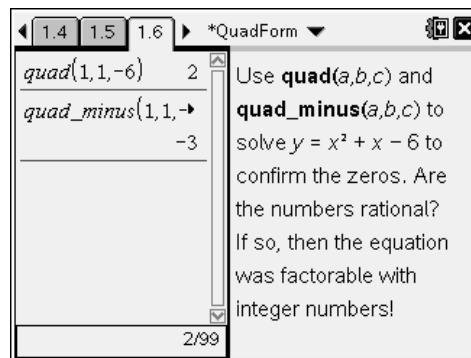 1.4 1.5 1.6 *QuadForm
quad(1,1,-6) 2
quad_minus(1,1,-
-3
2/99
Use quad(a,b,c) and
quad_minus(a,b,c) to
solve y = x² + x − 6 to
confirm the zeros. Are
the numbers rational?
If so, then the equation
was factorable with
integer numbers!